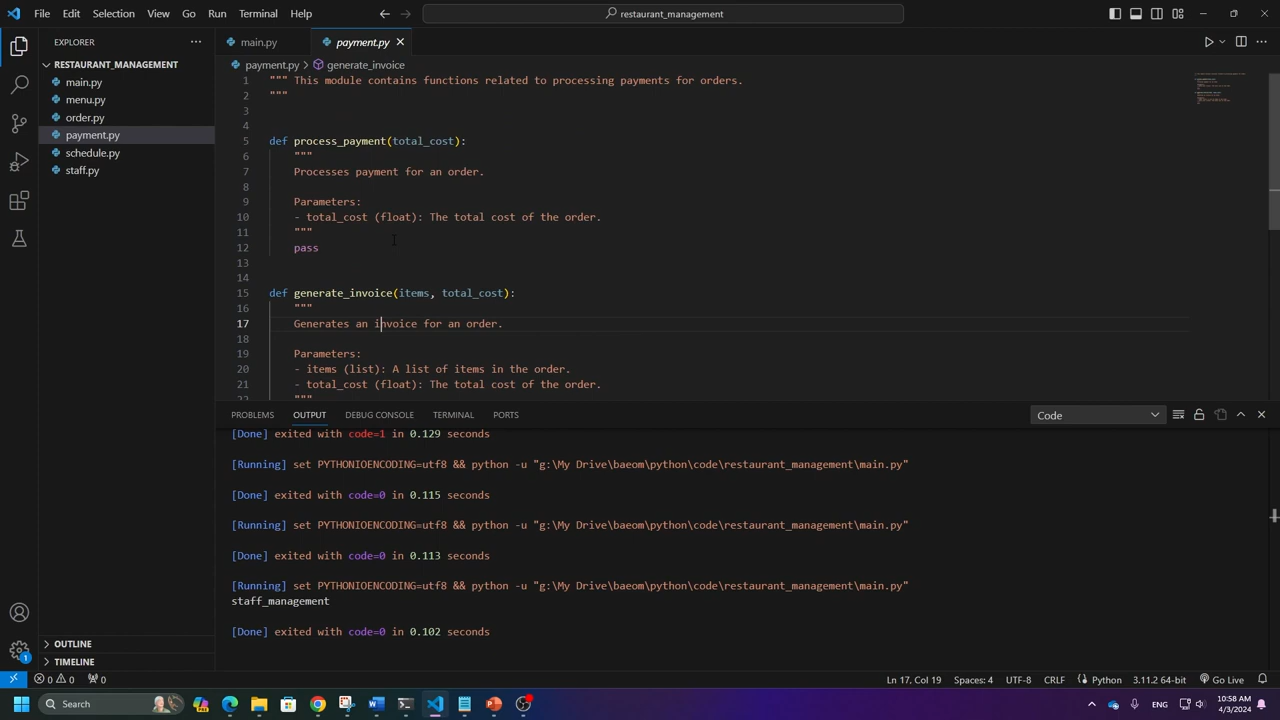 File Edit Selection View Go Run Terminal Help
restaurant_management
EXPLORER
RESTAURANT_MANAGEMENT
main.py
menu.py
order.py
payment.py
schedule.py
staff.py
OUTLINE
TIMELINE
main.py payment.py
payment.py > generate_invoice
1 """ This module contains functions related to processing payments for orders.
2 """
3
4
5 def process_payment(total_cost):
6 """
7 Processes payment for an order.
8
9 Parameters:
10 - total_cost (float): The total cost of the order.
11 """
12 pass
13
14
15 def generate_invoice(items, total_cost):
16 """
17 Generates an invoice for an order.
18
19 Parameters:
20 - items (list): A list of items in the order.
21 - total_cost (float): The total cost of the order.
22 """
PROBLEMS OUTPUT DEBUG CONSOLE TERMINAL PORTS
Code
[Done] exited with code=1 in 0.129 seconds
[Running] set PYTHONIOENCODING=utf8 && python -u "g:\My Drive\baeom\python\code\restaurant_management\main.py"
[Done] exited with code=0 in 0.115 seconds
[Running] set PYTHONIOENCODING=utf8 && python -u "g:\My Drive\baeom\python\code\restaurant_management\main.py"
[Done] exited with code=0 in 0.113 seconds
[Running] set PYTHONIOENCODING=utf8 && python -u "g:\My Drive\baeom\python\code\restaurant_management\main.py"
staff_management
[Done] exited with code=0 in 0.102 seconds
1
0 0 0
Ln 17, Col 19 Spaces: 4 UTF-8 CRLF Python 3.11.2 64-bit Go Live
Search
ENG
10:58 AM
4/3/2024